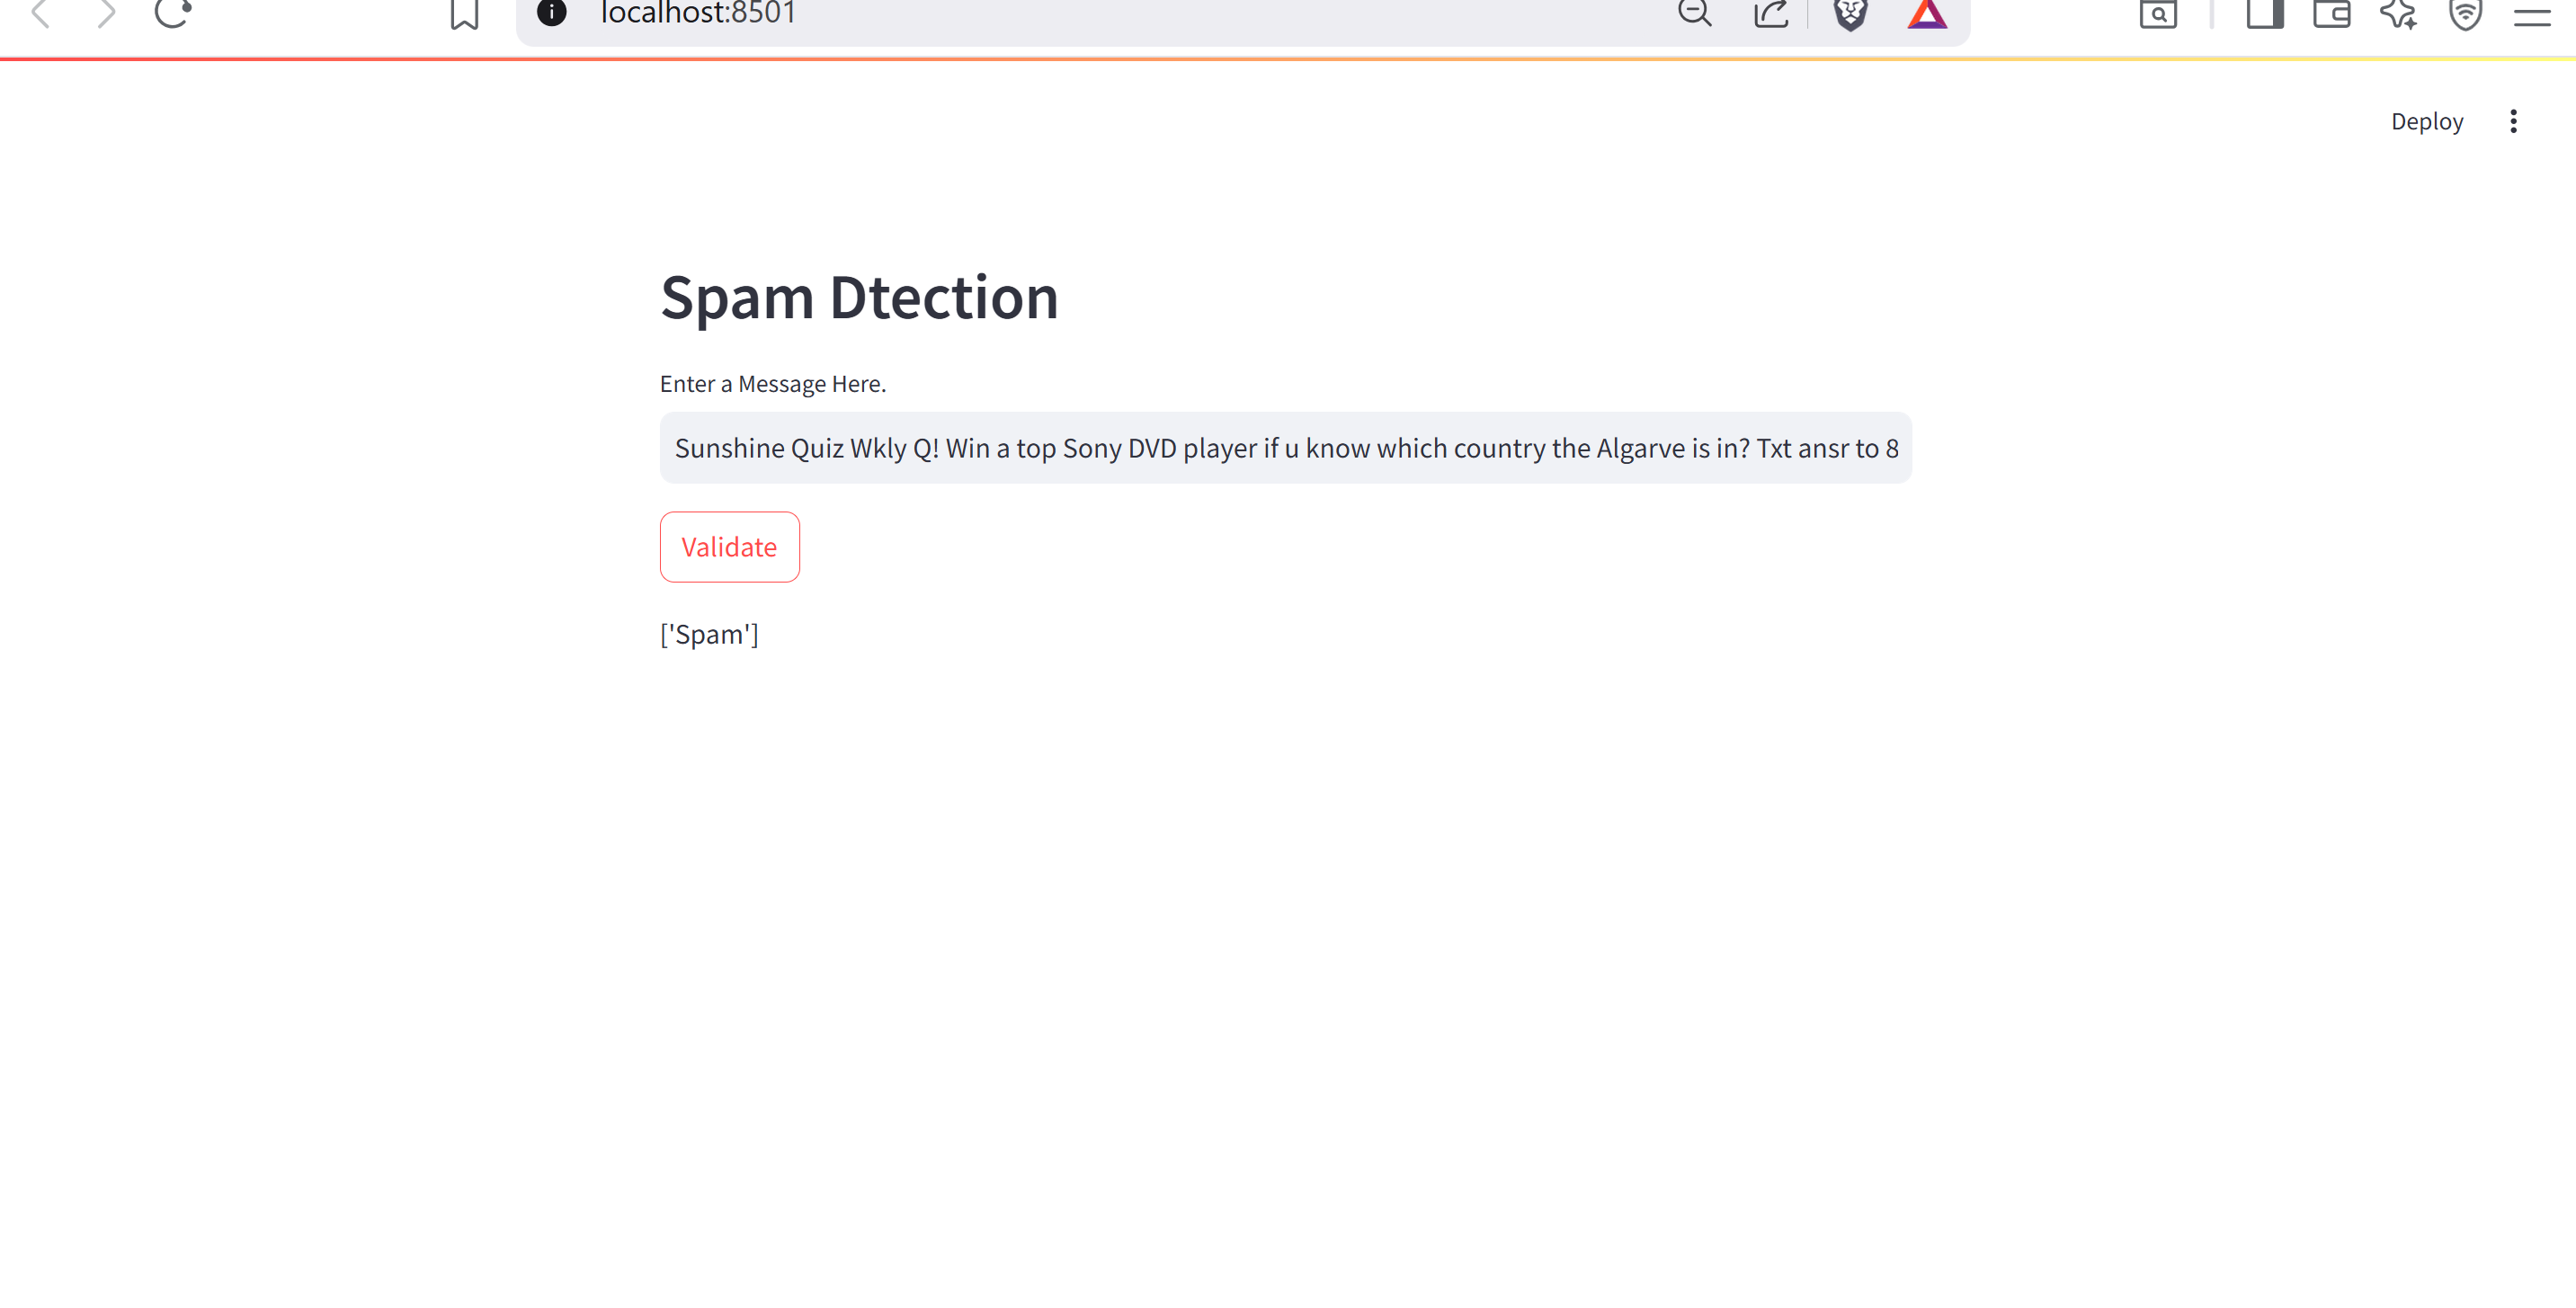 localhost:8501
Deploy
Spam Dtection
Enter a Message Here.
Sunshine Quiz Wkly Q! Win a top Sony DVD player if u know which country the Algarve is in? Txt ansr to 8
Validate
['Spam']